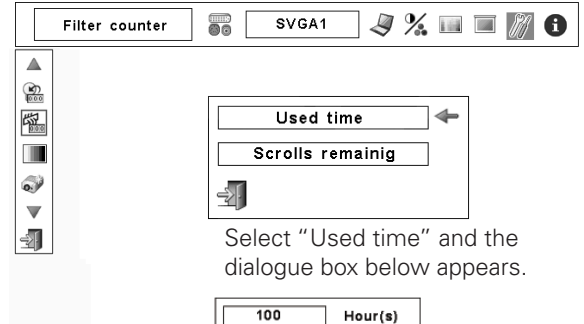 Filter counter
SVGA1
Used time
Scrolls remainig
Select “Used time” and the
dialogue box below appears.
100 Hour(s)